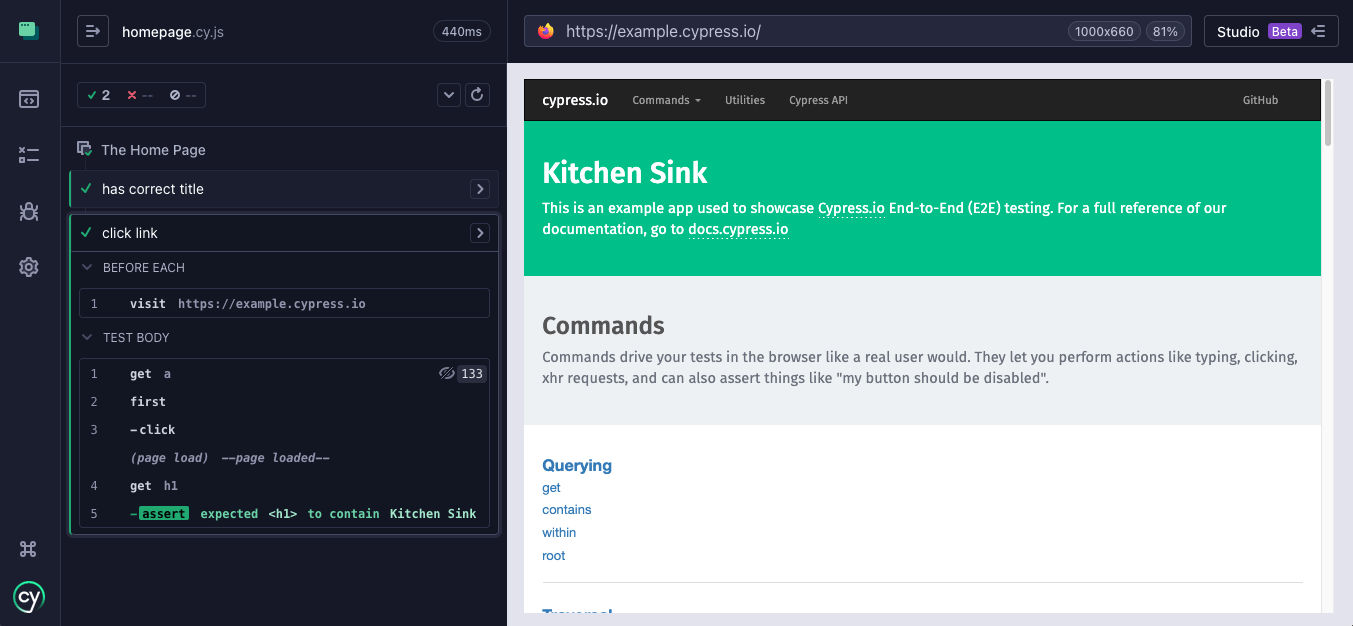 homepage.cy.js
440ms
2
--
--
The Home Page
has correct title
click link
BEFORE EACH
1 visit https://example.cypress.io
TEST BODY
1 get a 133
2 first
3 -click
(page load) --page loaded--
4 get h1
5 -assert expected <h1> to contain Kitchen Sink
cy
https://example.cypress.io/
1000x660
81%
Studio Beta
cypress.io Commands Utilities Cypress API GitHub
Kitchen Sink
This is an example app used to showcase Cypress.io End-to-End (E2E) testing. For a full reference of our
documentation, go to docs.cypress.io
Commands
Commands drive your tests in the browser like a real user would. They let you perform actions like typing, clicking,
xhr requests, and can also assert things like "my button should be disabled".
Querying
get
contains
within
root
Traversal